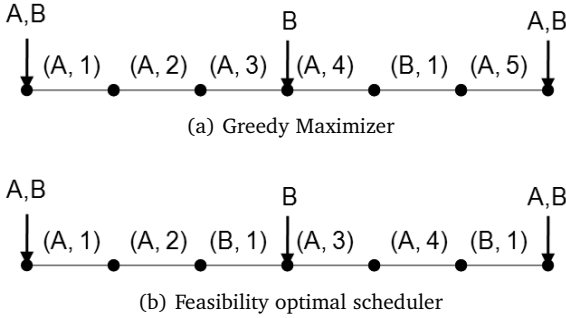 A,B B A,B
(A, 1) (A, 2) (A, 3) (A, 4) (B, 1) (A, 5)
(a) Greedy Maximizer
A,B B A,B
(A, 1) (A, 2) (B, 1) (A, 3) (A, 4) (B, 1)
(b) Feasibility optimal scheduler